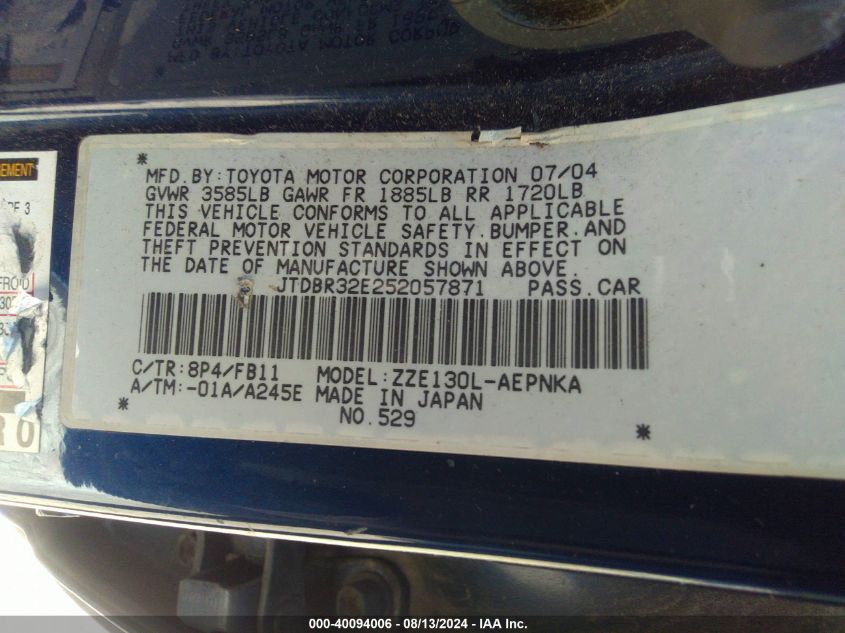 MFD.BY:TOYOTA MOTOR CORPORATION 07/04
GVWR 3585LB GAWR FR 1885LB RR 1720LB
THIS VEHICLE CONFORMS TO ALL APPLICABLE
FEDERAL MOTOR VEHICLE SAFETY.BUMPER.AND
THEFT PREVENTION STANDARDS IN EFFECT ON
THE DATE OF MANUFACTURE SHOWN ABOVE.
JTDBR32E252057871 PASS.CAR
C/TR:8P4/FB11 MODEL:ZZE130L-AEPNKA
A/TM:-01A/A245E MADE IN JAPAN
NO.529
000-40094006 - 08/13/2024 - IAA Inc.